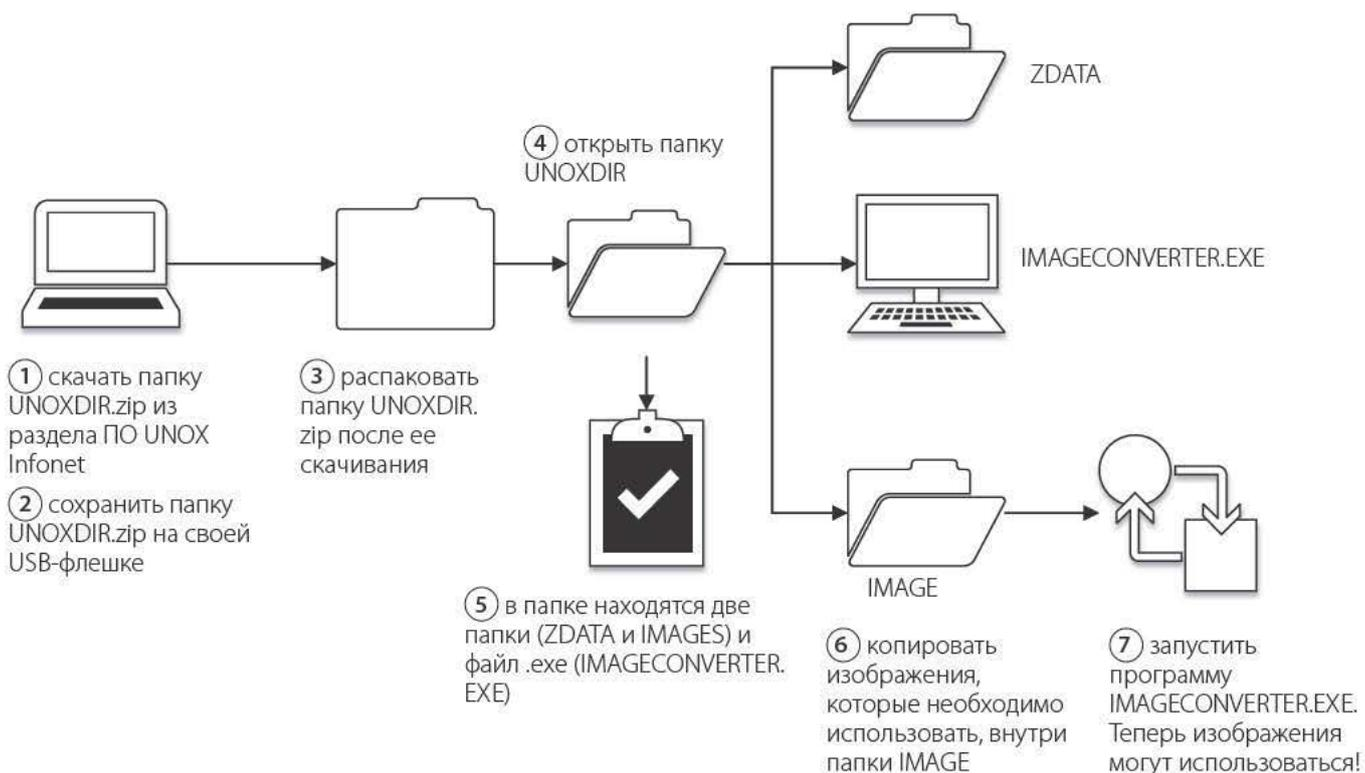 ① скачать папку
UNOXDIR.zip из
раздела ПО UNOX
Infonet
② сохранить папку
UNOXDIR.zip на своей
USB-флешке
③ распаковать
папку UNOXDIR.
zip после ее
скачивания
④ открыть папку
UNOXDIR
⑤ в папке находятся две
папки (ZDATA и IMAGES) и
файл .exe (IMAGECONVERTER.
EXE)
ZDATA
IMAGECONVERTER.EXE
IMAGE
⑥ копировать
изображения,
которые необходимо
использовать, внутри
папки IMAGE
⑦ запустить
программу
IMAGECONVERTER.EXE.
Теперь изображения
могут использоваться!